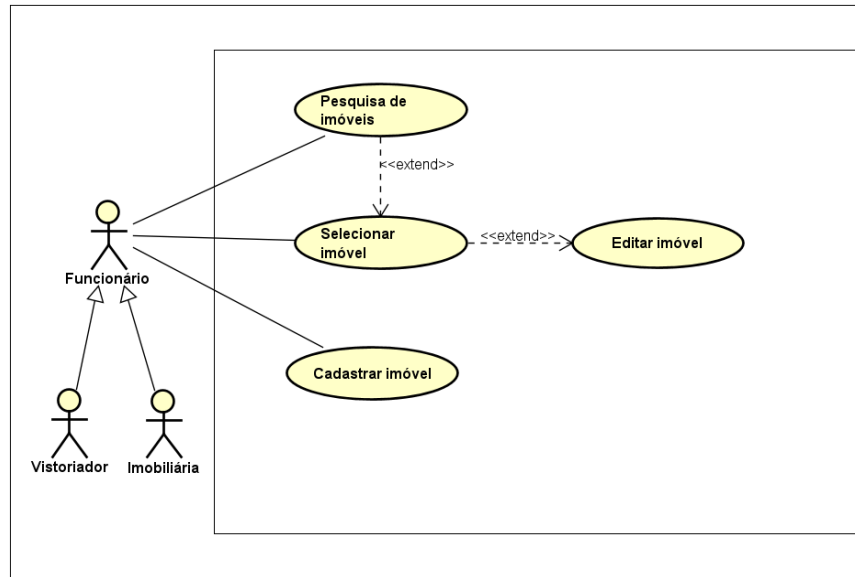 Pesquisa de
imóveis
<<extend>>
Selecionar
imóvel
<<extend>>
Editar imóvel
Funcionário
Cadastrar imóvel
Vistoriador
Imobiliária